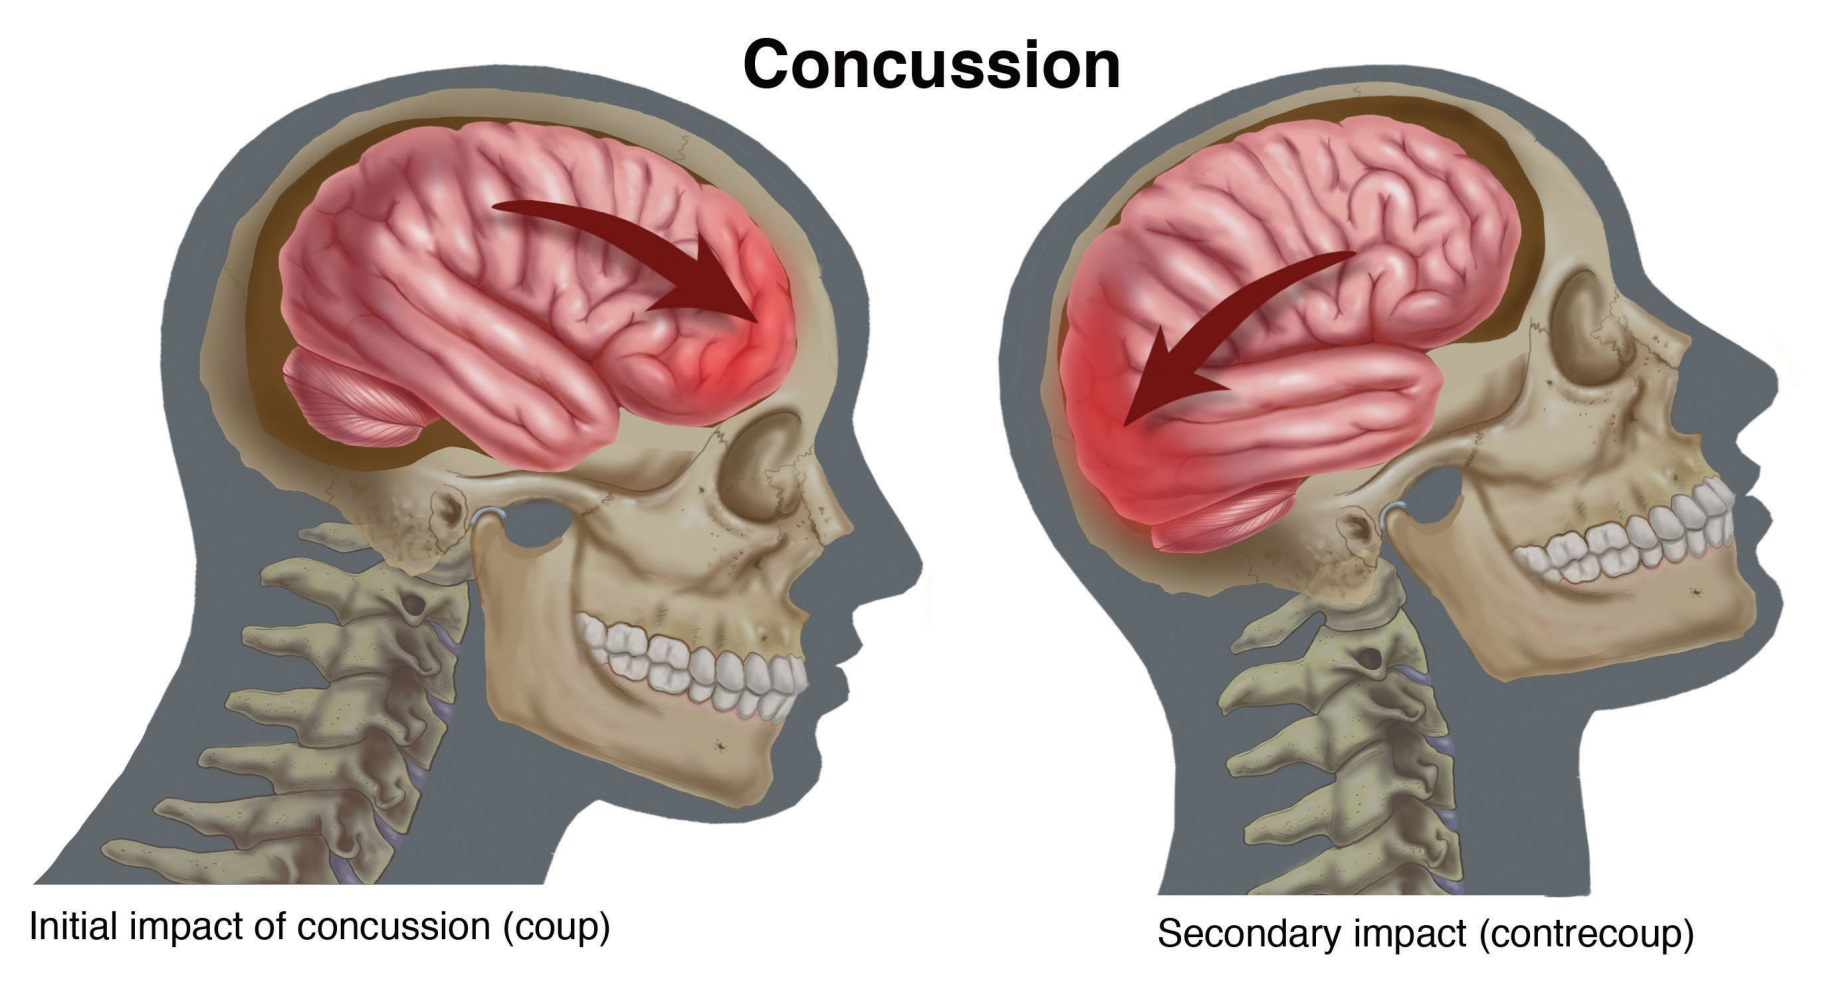 Concussion
Initial impact of concussion (coup)
Secondary impact (contrecoup)